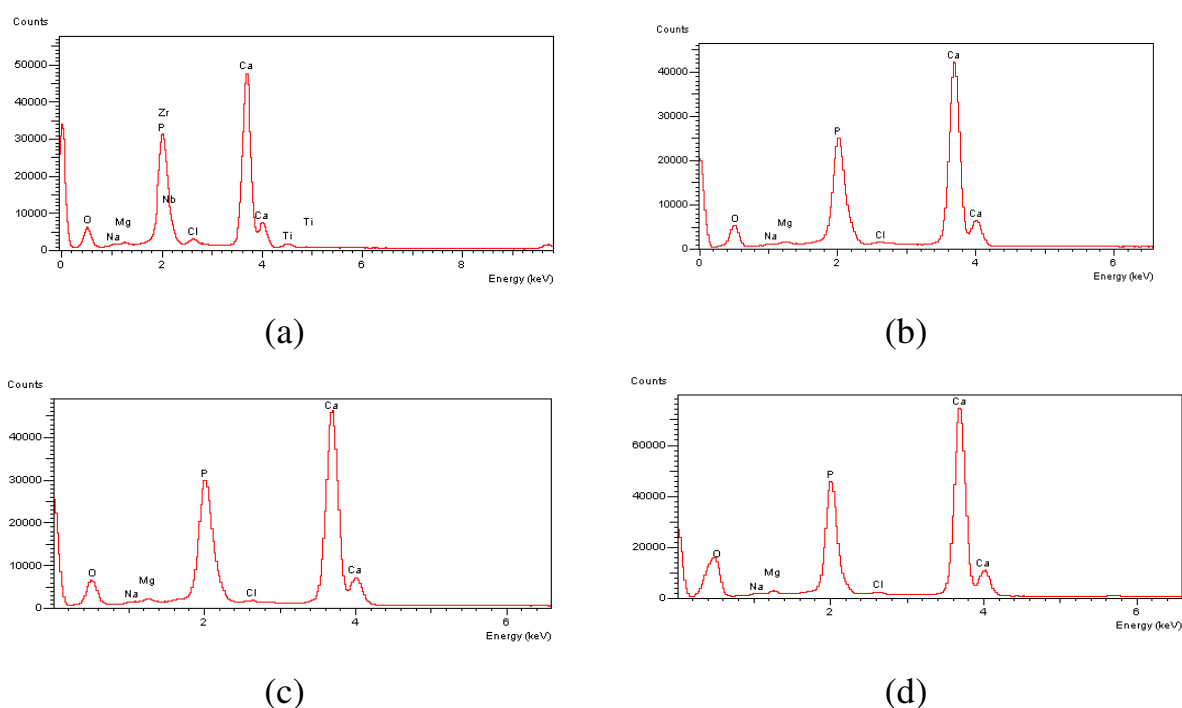 Counts
50000
40000
30000
20000
10000
0
Zr
P
Ca
O
Na
Mg
Nb
Cl
Ca
Ti
Ti
0 2 4 6 8
Energy (keV)
(a)
Counts
40000
30000
20000
10000
0
Ca
P
O
Na
Mg
Cl
Ca
0 2 4 6
Energy (keV)
(b)
Counts
40000
30000
20000
10000
0
Ca
P
O
Na
Mg
Cl
Ca
2 4 6
Energy (keV)
(c)
Counts
60000
40000
20000
0
Ca
P
O
Na
Mg
Cl
Ca
2 4 6
Energy (keV)
(d)